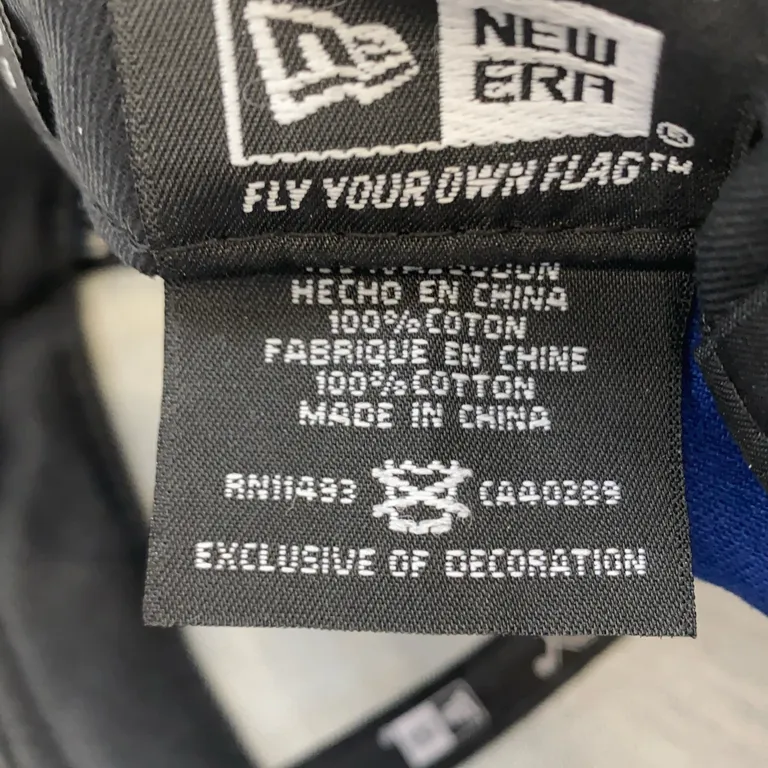 NEW
ERA
®
FLY YOUR OWN FLAG™
HECHO EN CHINA
100% COTON
FABRIQUE EN CHINE
100% COTTON
MADE IN CHINA
RN11493 CA40289
EXCLUSIVE OF DECORATION